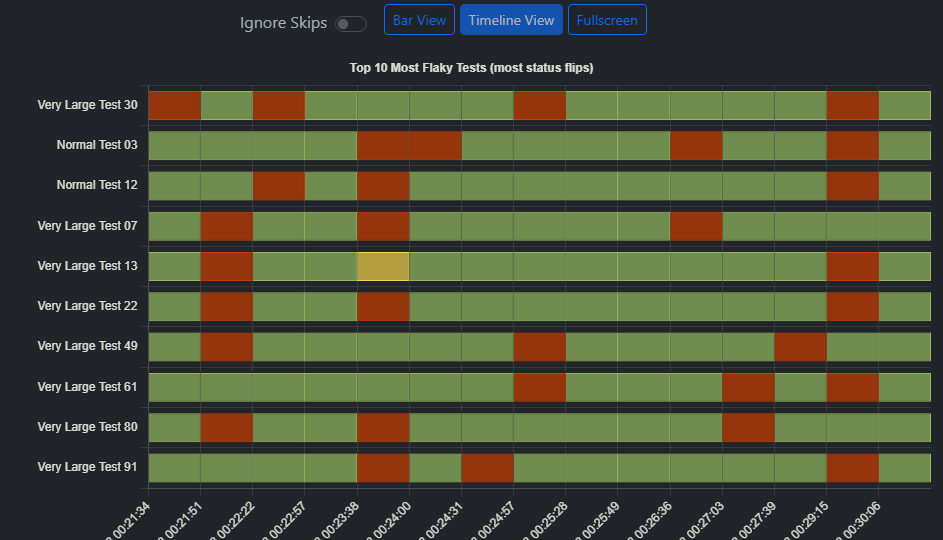 Ignore Skips Bar View Timeline View Fullscreen
Top 10 Most Flaky Tests (most status flips)
Very Large Test 30
Normal Test 03
Normal Test 12
Very Large Test 07
Very Large Test 13
Very Large Test 22
Very Large Test 49
Very Large Test 61
Very Large Test 80
Very Large Test 91
00:21:34 00:21:51 00:22:22 00:22:57 00:23:38 00:24:00 00:24:31 00:24:57 00:25:28 00:25:49 00:26:36 00:27:03 00:27:39 00:29:15 00:30:06